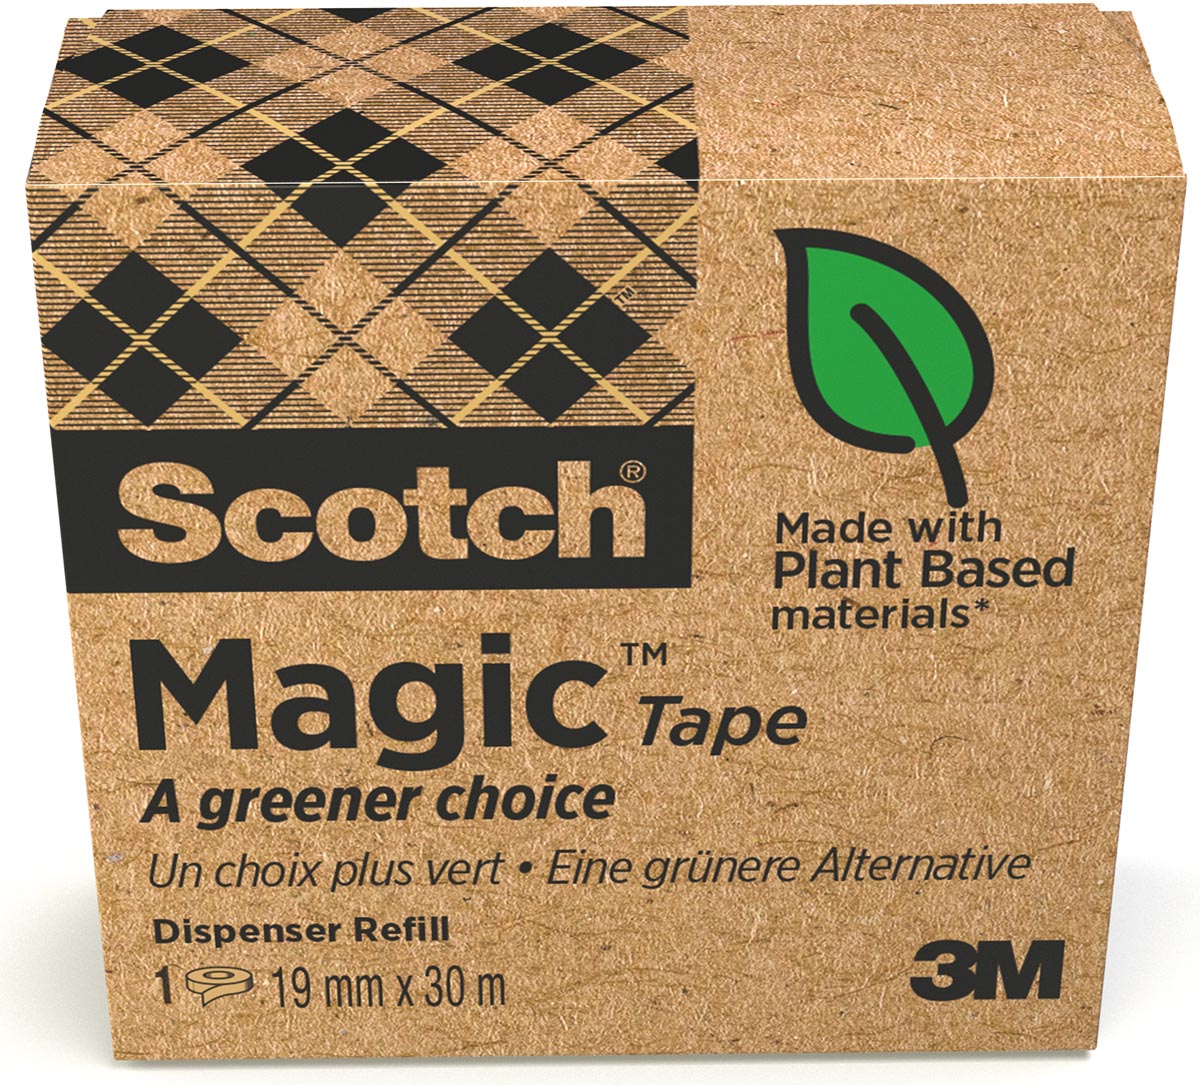 ™
Scotch®
Magic™ Tape
A greener choice
Un choix plus vert • Eine grünere Alternative
Dispenser Refill
1 19 mm x 30 m
Made with
Plant Based
materials*
3M